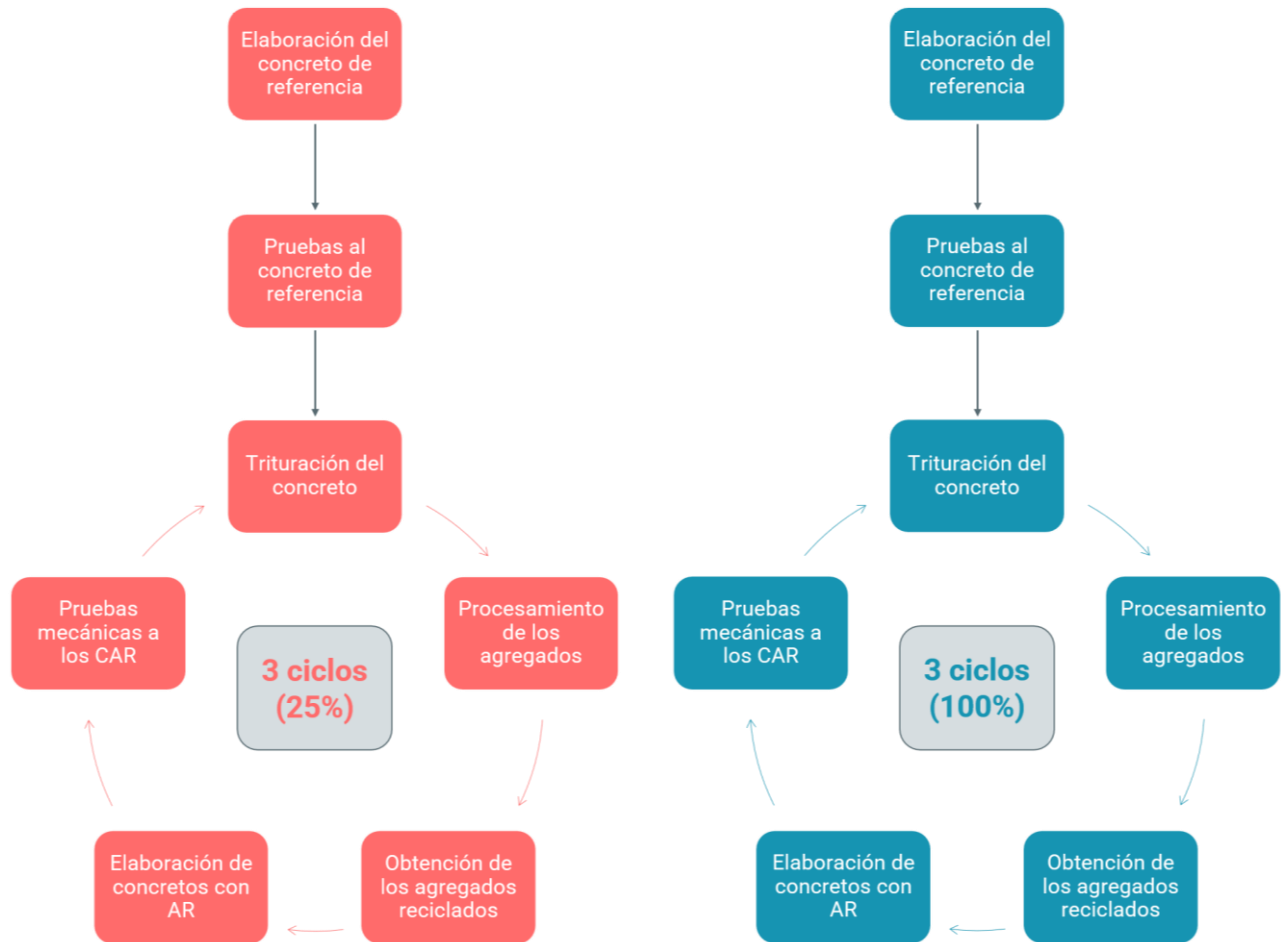 Elaboración del
concreto de
referencia
Pruebas al
concreto de
referencia
Trituración del
concreto
Procesamiento
de los
agregados
Obtención de
los agregados
reciclados
Elaboración de
concretos con
AR
Pruebas
mecánicas a
los CAR
3 ciclos
(25%)
Elaboración del
concreto de
referencia
Pruebas al
concreto de
referencia
Trituración del
concreto
Procesamiento
de los
agregados
Obtención de
los agregados
reciclados
Elaboración de
concretos con
AR
Pruebas
mecánicas a
los CAR
3 ciclos
(100%)